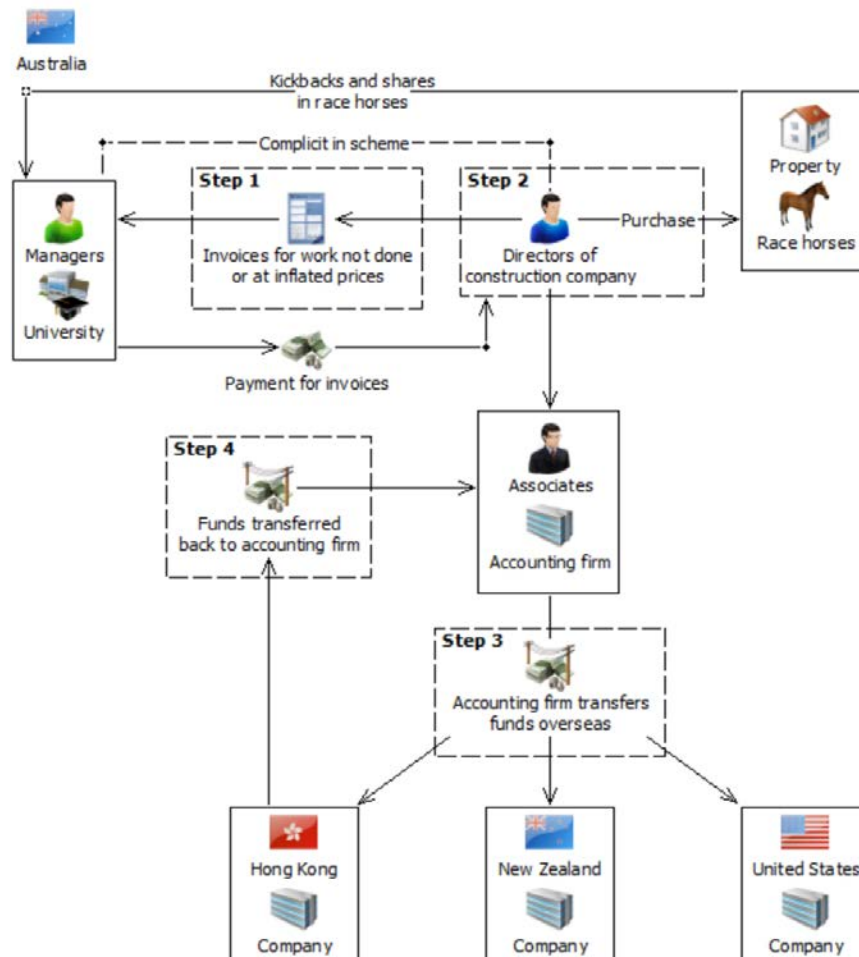 Australia
Kickbacks and shares
in race horses
Complicit in scheme
Step 1
Step 2
Property
Managers
Invoices for work not done
or at inflated prices
Directors of
construction company
Purchase
Race horses
University
Payment for invoices
Step 4
Funds transferred
back to accounting firm
Associates
Accounting firm
Step 3
Accounting firm transfers
funds overseas
Hong Kong
New Zealand
United States
Company
Company
Company